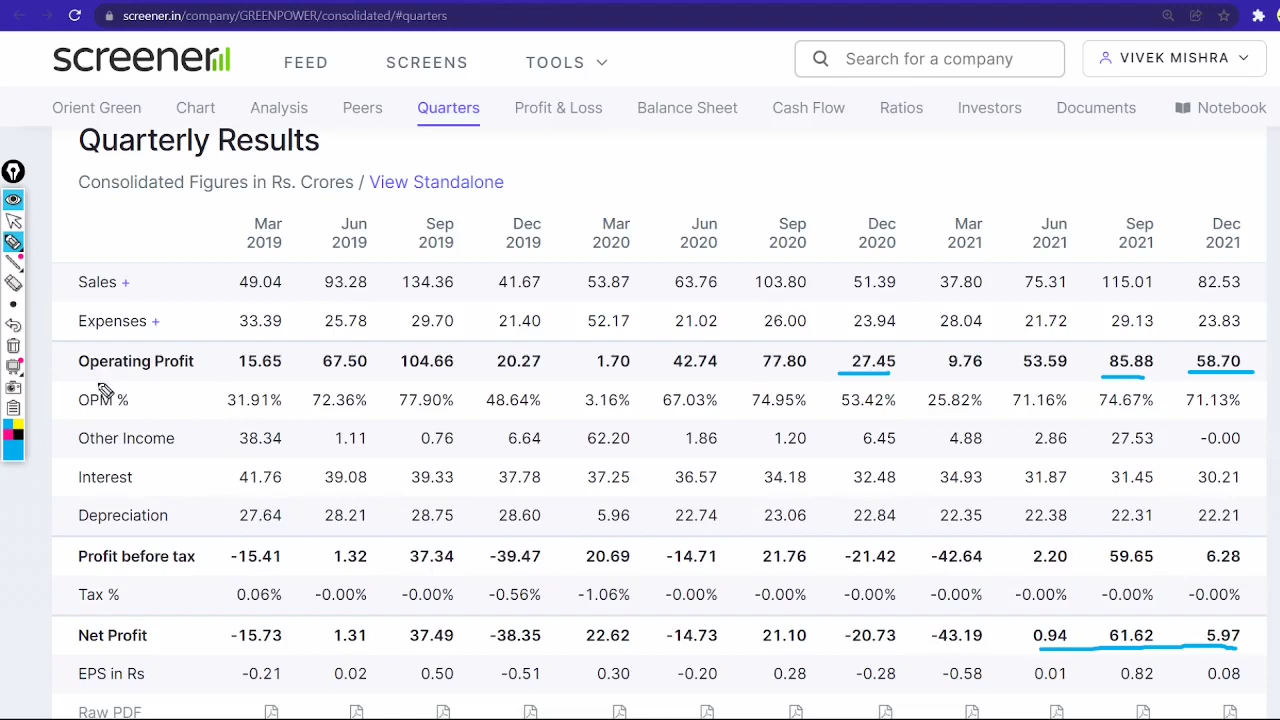 screener.in/company/GREENPOWER/consolidated/#quarters
screener FEED SCREENS TOOLS Search for a company VIVEK MISHRA
Orient Green Chart Analysis Peers Quarters Profit & Loss Balance Sheet Cash Flow Ratios Investors Documents Notebook
Quarterly Results
Consolidated Figures in Rs. Crores / View Standalone
Mar Jun Sep Dec Mar Jun Sep Dec Mar Jun Sep Dec
2019 2019 2019 2019 2020 2020 2020 2020 2021 2021 2021 2021
Sales + 49.04 93.28 134.36 41.67 53.87 63.76 103.80 51.39 37.80 75.31 115.01 82.53
Expenses + 33.39 25.78 29.70 21.40 52.17 21.02 26.00 23.94 28.04 21.72 29.13 23.83
Operating Profit 15.65 67.50 104.66 20.27 1.70 42.74 77.80 27.45 9.76 53.59 85.88 58.70
OPM % 31.91% 72.36% 77.90% 48.64% 3.16% 67.03% 74.95% 53.42% 25.82% 71.16% 74.67% 71.13%
Other Income 38.34 1.11 0.76 6.64 62.20 1.86 1.20 6.45 4.88 2.86 27.53 -0.00
Interest 41.76 39.08 39.33 37.78 37.25 36.57 34.18 32.48 34.93 31.87 31.45 30.21
Depreciation 27.64 28.21 28.75 28.60 5.96 22.74 23.06 22.84 22.35 22.38 22.31 22.21
Profit before tax -15.41 1.32 37.34 -39.47 20.69 -14.71 21.76 -21.42 -42.64 2.20 59.65 6.28
Tax % 0.06% -0.00% -0.00% -0.56% -1.06% -0.00% -0.00% -0.00% -0.00% -0.00% -0.00% -0.00%
Net Profit -15.73 1.31 37.49 -38.35 22.62 -14.73 21.10 -20.73 -43.19 0.94 61.62 5.97
EPS in Rs -0.21 0.02 0.50 -0.51 0.30 -0.20 0.28 -0.28 -0.58 0.01 0.82 0.08
Raw PDF